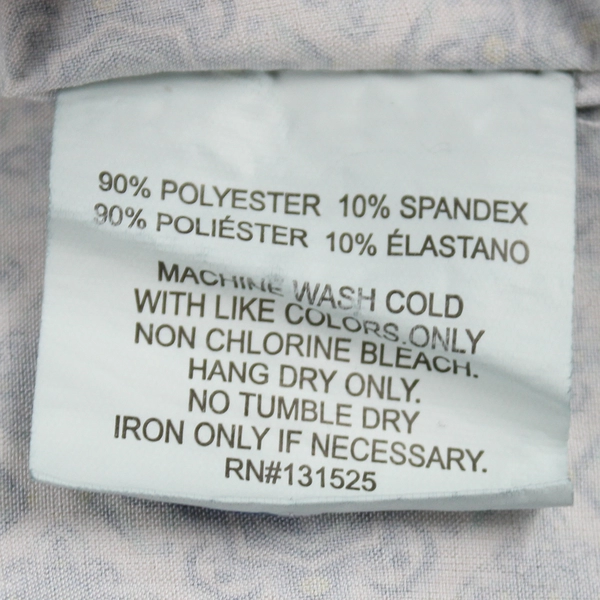 90% POLYESTER 10% SPANDEX
90% POLIÉSTER 10% ÉLASTANO
MACHINE WASH COLD
WITH LIKE COLORS.ONLY
NON CHLORINE BLEACH.
HANG DRY ONLY.
NO TUMBLE DRY
IRON ONLY IF NECESSARY.
RN#131525